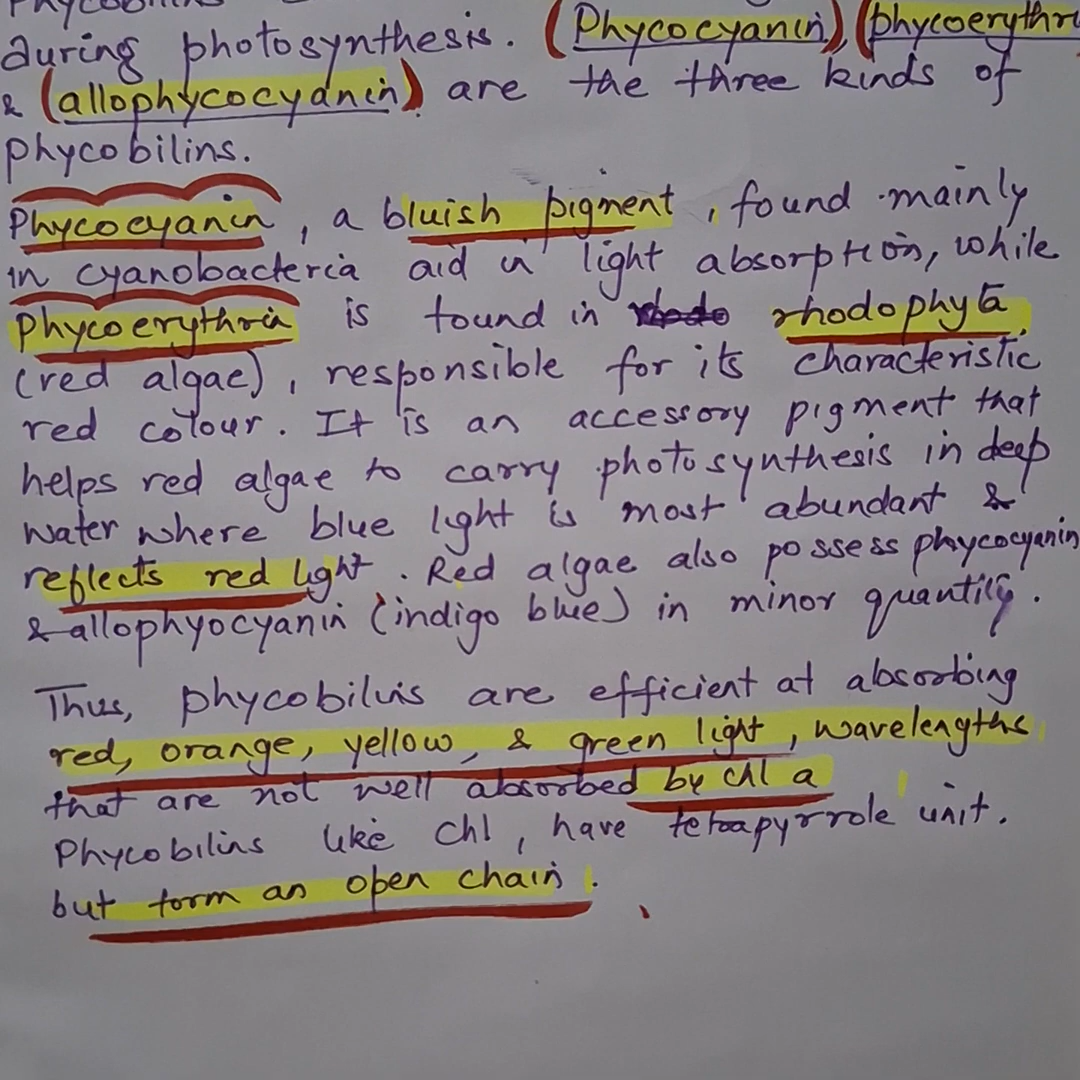 during photosynthesis. (Phycocyanin), (phycoerythri
& (allophycocyanin) are the three kinds of
phycobilins.
Phycocyanin, a bluish pigment, found mainly
in cyanobacteria aid in light absorption, while
phycoerythrin is found in rhodophyta
(red algae), responsible for its characteristic
red colour. It is an accessory pigment that
helps red algae to carry photosynthesis in deep
water where blue light is most abundant &
reflects red light. Red algae also possess phycocyanin
& allophyocyanin (indigo blue) in minor quantity.
Thus, phycobilins are efficient at absorbing
red, orange, yellow, & green light, wavelengths
that are not well absorbed by chl a
Phycobilins like chl, have tetrapyrrole unit.
but form an open chain.